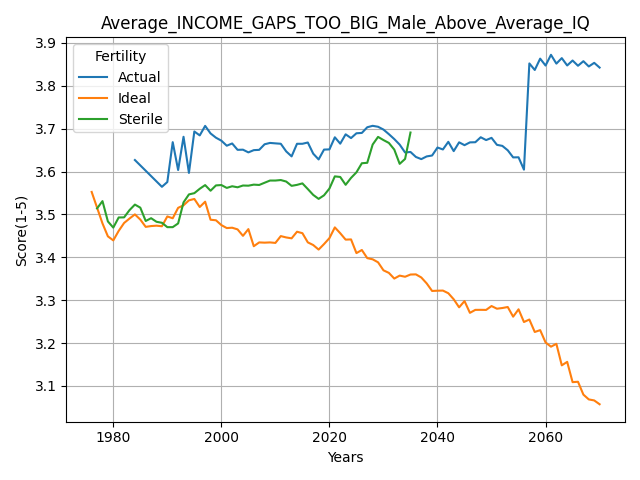 Average_INCOME_GAPS_TOO_BIG_Male_Above_Average_IQ
Fertility
Actual
Ideal
Sterile
Score(1-5)
3.9
3.8
3.7
3.6
3.5
3.4
3.3
3.2
3.1
1980 2000 2020 2040 2060
Years